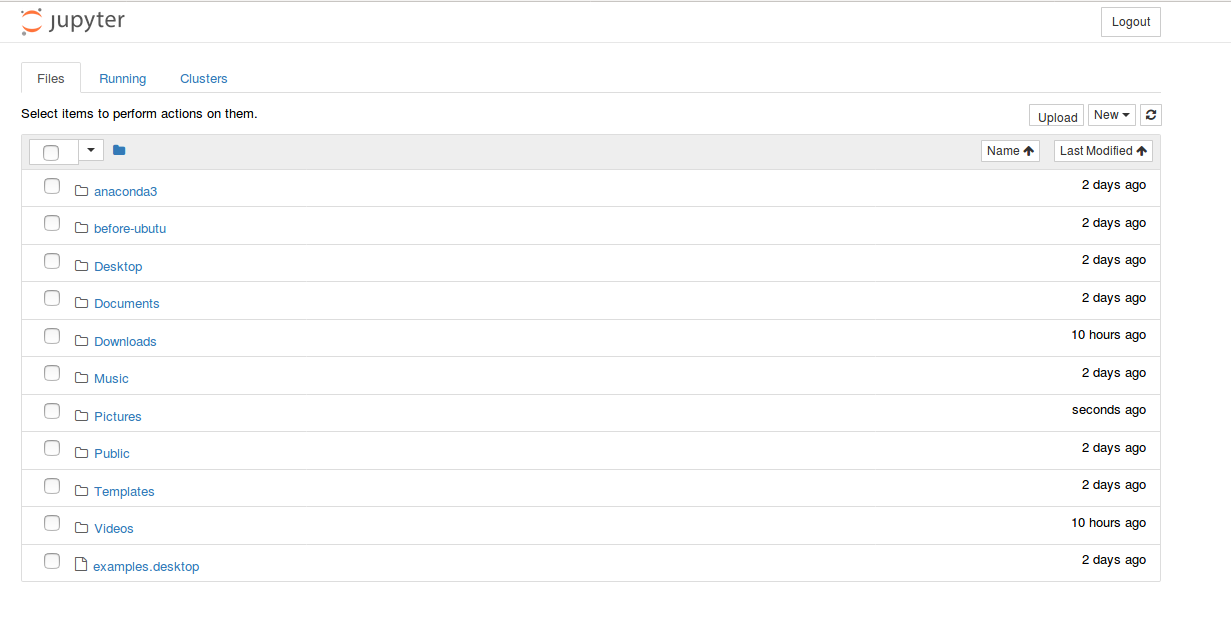 jupyter
Logout
Files Running Clusters
Select items to perform actions on them.
Upload New
Name Last Modified
anaconda3 2 days ago
before-ubutu 2 days ago
Desktop 2 days ago
Documents 2 days ago
Downloads 10 hours ago
Music 2 days ago
Pictures seconds ago
Public 2 days ago
Templates 2 days ago
Videos 10 hours ago
examples.desktop 2 days ago